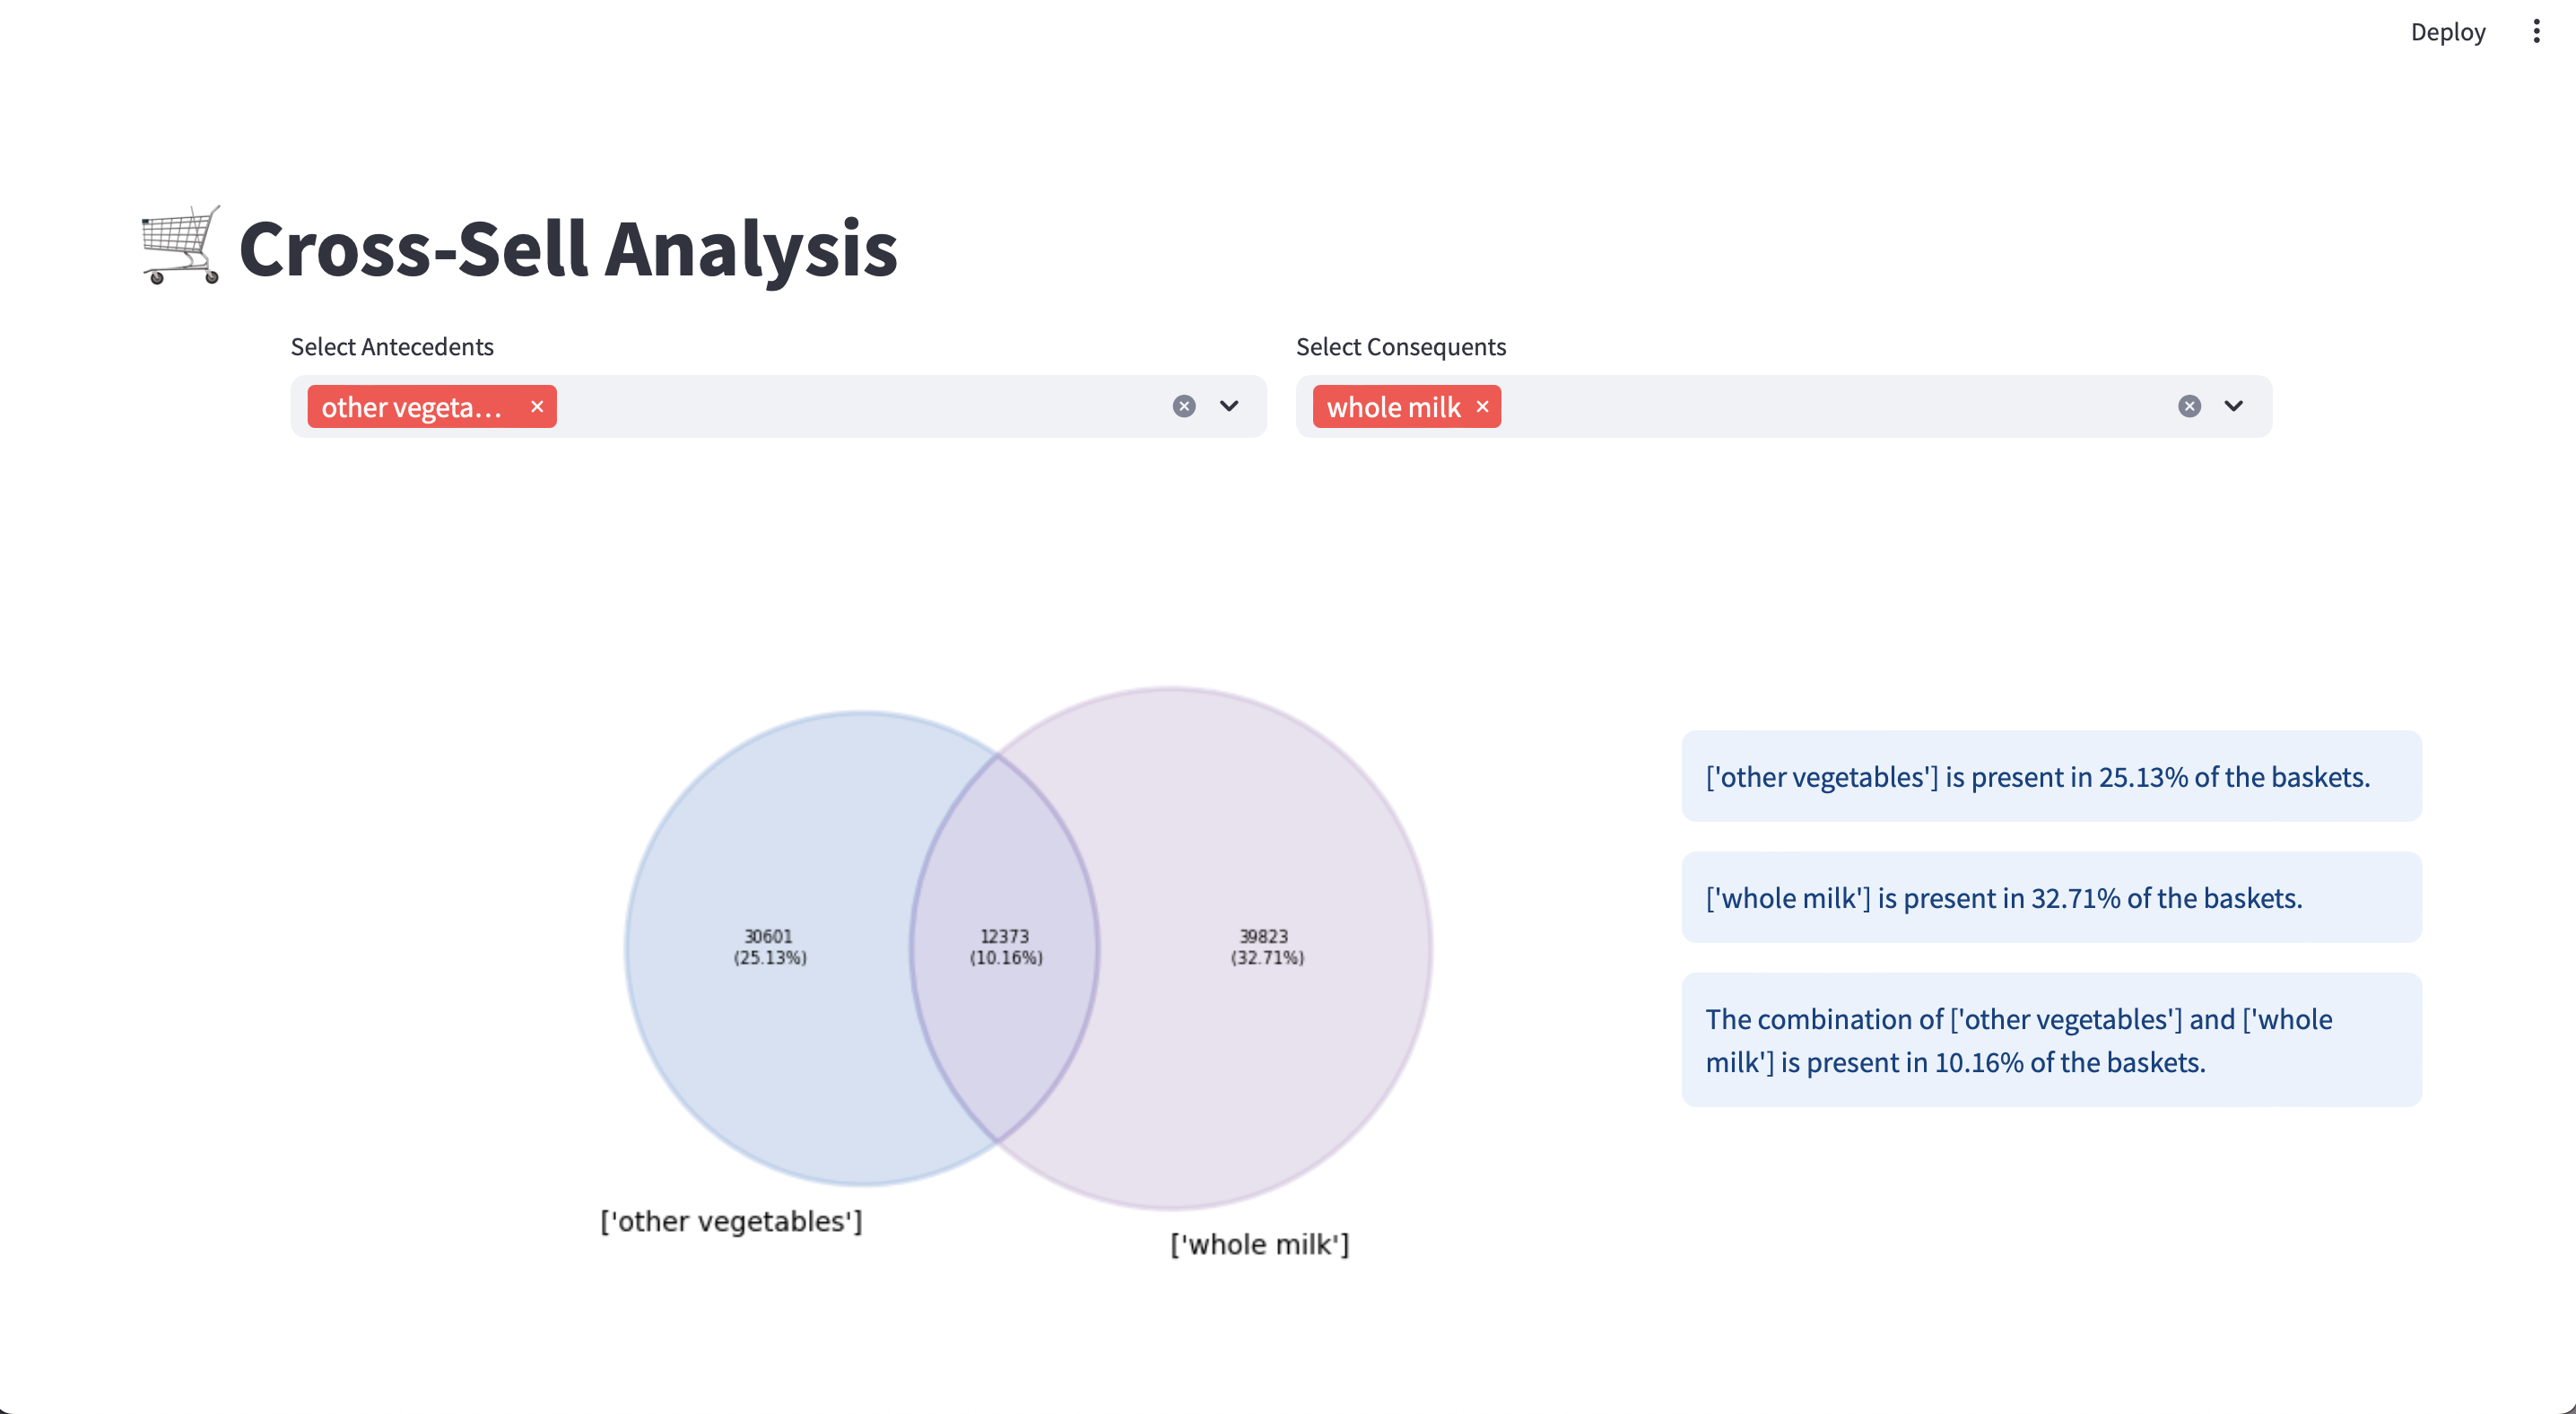 Deploy
Cross-Sell Analysis
Select Antecedents
Select Consequents
other vegeta…
whole milk
['other vegetables'] is present in 25.13% of the baskets.
['whole milk'] is present in 32.71% of the baskets.
30601
(25.13%)
12373
(10.16%)
39823
(32.71%)
The combination of ['other vegetables'] and ['whole
milk'] is present in 10.16% of the baskets.
['other vegetables']
['whole milk']